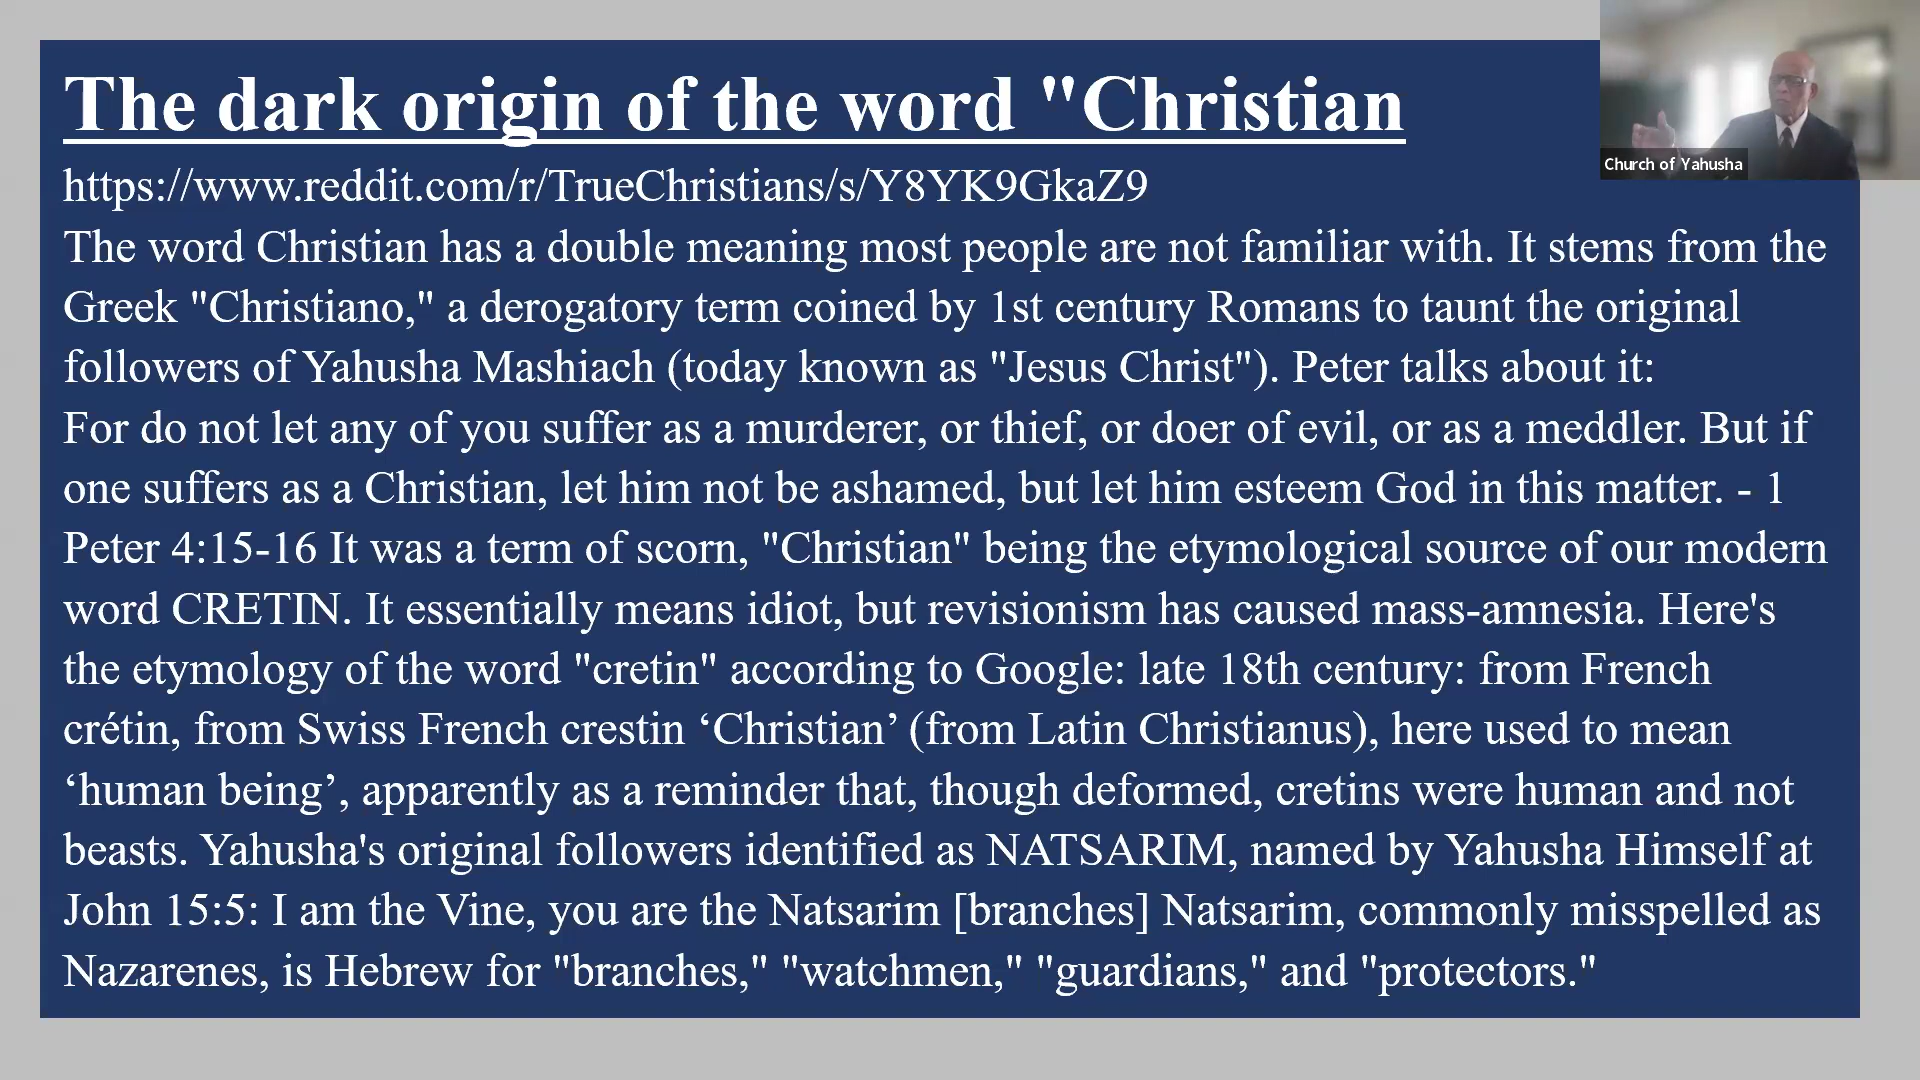 The dark origin of the word "Christian
Church of Yahusha
https://www.reddit.com/r/TrueChristians/s/Y8YK9GkaZ9
The word Christian has a double meaning most people are not familiar with. It stems from the
Greek "Christiano," a derogatory term coined by 1st century Romans to taunt the original
followers of Yahusha Mashiach (today known as "Jesus Christ"). Peter talks about it:
For do not let any of you suffer as a murderer, or thief, or doer of evil, or as a meddler. But if
one suffers as a Christian, let him not be ashamed, but let him esteem God in this matter. - 1
Peter 4:15-16 It was a term of scorn, "Christian" being the etymological source of our modern
word CRETIN. It essentially means idiot, but revisionism has caused mass-amnesia. Here's
the etymology of the word "cretin" according to Google: late 18th century: from French
crétin, from Swiss French crestin ‘Christian’ (from Latin Christianus), here used to mean
‘human being’, apparently as a reminder that, though deformed, cretins were human and not
beasts. Yahusha's original followers identified as NATSARIM, named by Yahusha Himself at
John 15:5: I am the Vine, you are the Natsarim [branches] Natsarim, commonly misspelled as
Nazarenes, is Hebrew for "branches," "watchmen," "guardians," and "protectors."